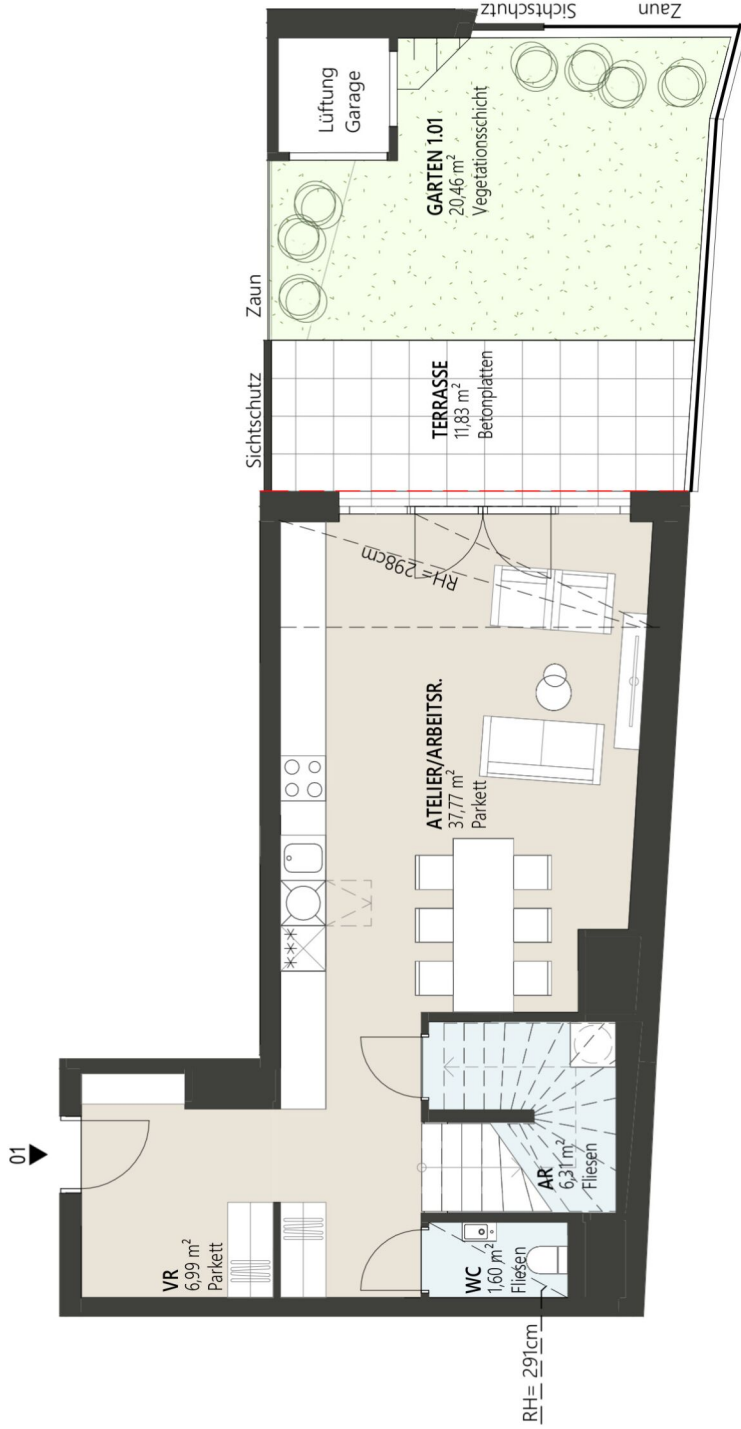 Zaun
Sichtschutz
Lüftung
Garage
GARTEN 1.01
20,46 m²
Vegetationsschicht
Zaun
Sichtschutz
TERRASSE
11,83 m²
Betonplatten
RH= 298cm
ATELIER/ARBEITSR.
37,77 m²
Parkett
***
01
VR
6,99 m²
Parkett
AR
6,31 m²
Fliesen
WC
1,60 m²
Fliesen
RH= 291cm